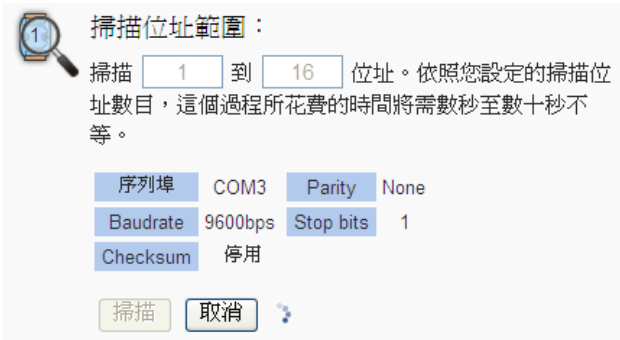 1
掃描位址範圍：
掃描 1 到 16 位址。依照您設定的掃描位
址數目，這個過程所花費的時間將需數秒至數十秒不
等。
序列埠 COM3 Parity None
Baudrate 9600bps Stop bits 1
Checksum 停用
掃描 取消